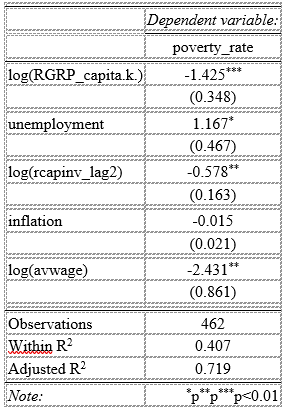 Dependent variable:
poverty_rate
log(RGRP_capita.k.) -1.425***
(0.348)
unemployment 1.167*
(0.467)
log(rcapinv_lag2) -0.578**
(0.163)
inflation -0.015
(0.021)
log(avwage) -2.431**
(0.861)
Observations 462
Within R² 0.407
Adjusted R² 0.719
Note: *p**p***p<0.01